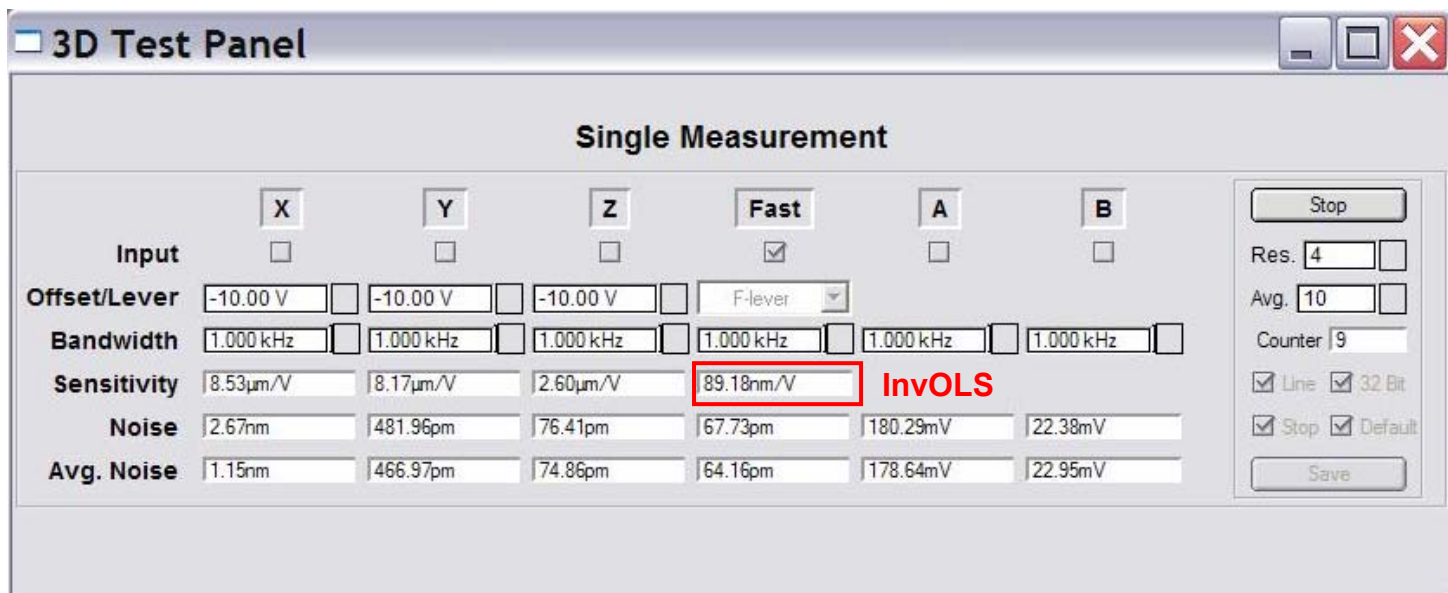 3D Test Panel
Single Measurement
X Y Z Fast A B Stop
Input Res. 4
Offset/Lever -10.00 V -10.00 V -10.00 V F-lever Avg. 10
Bandwidth 1.000 kHz 1.000 kHz 1.000 kHz 1.000 kHz 1.000 kHz 1.000 kHz Counter 9
Sensitivity 8.53µm/V 8.17µm/V 2.60µm/V 89.18nm/V InvOLS Line 32 Bit
Noise 2.67nm 481.96pm 76.41pm 67.73pm 180.29mV 22.38mV Stop Default
Avg. Noise 1.15nm 466.97pm 74.86pm 64.16pm 178.64mV 22.95mV Save